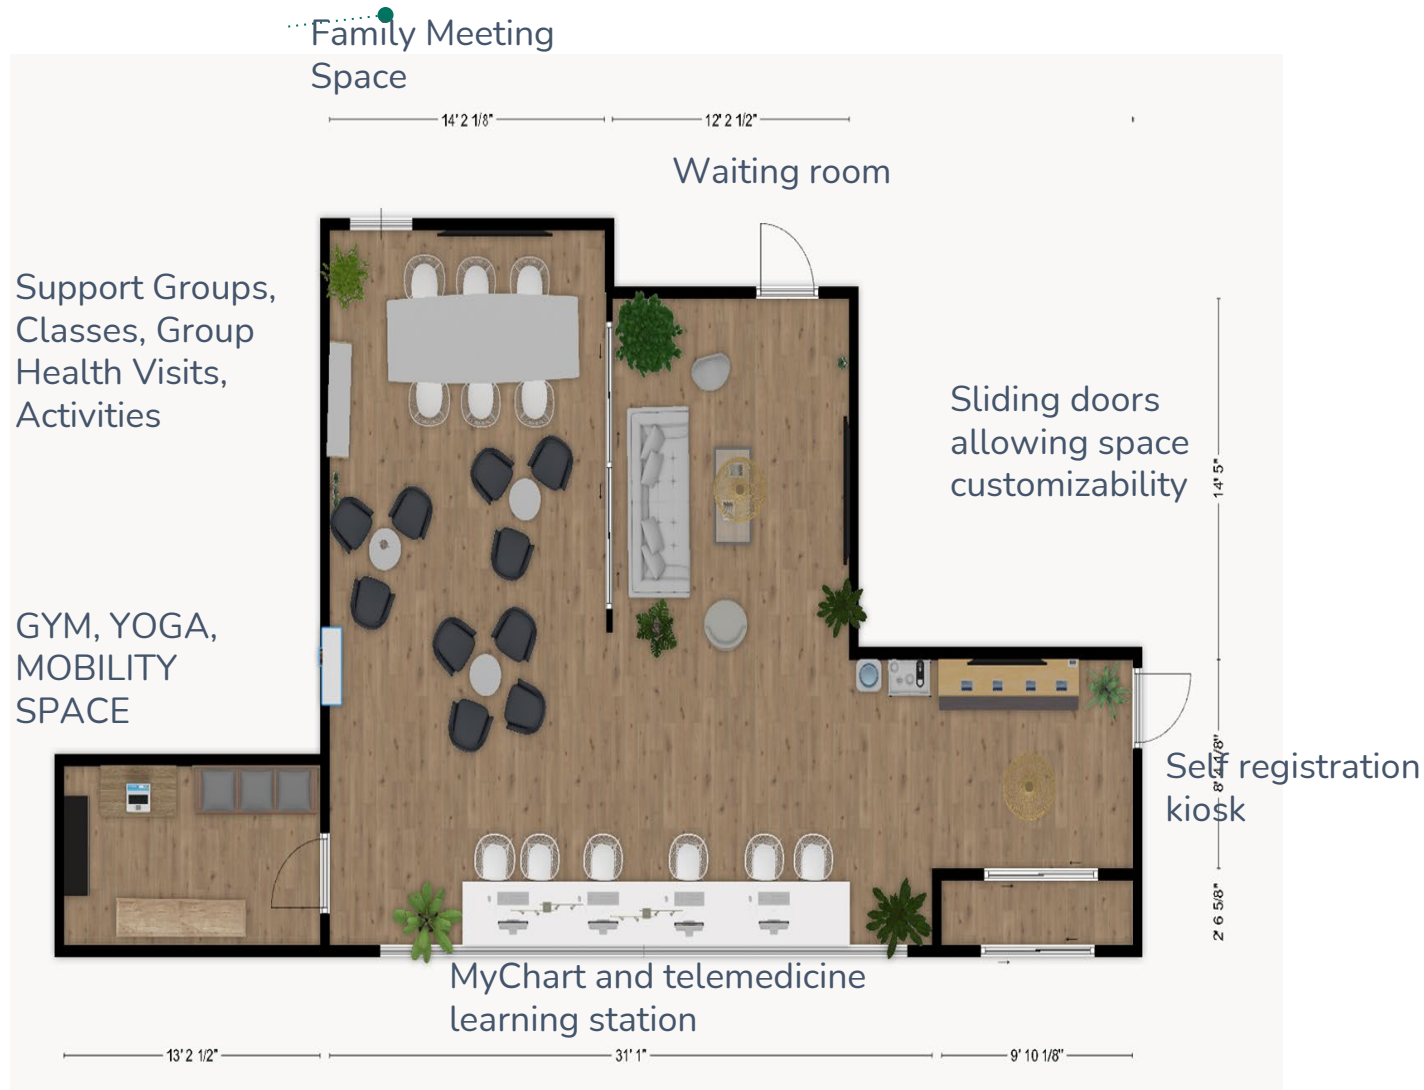 Family Meeting
Space
14' 2 1/8"
12' 2 1/2"
Waiting room
Support Groups,
Classes, Group
Health Visits,
Activities
Sliding doors
allowing space
customizability
14' 5"
GYM, YOGA,
MOBILITY
SPACE
Self registration
kiosk
2' 6 5/8"
MyChart and telemedicine
learning station
13' 2 1/2"
31' 1"
9' 10 1/8"